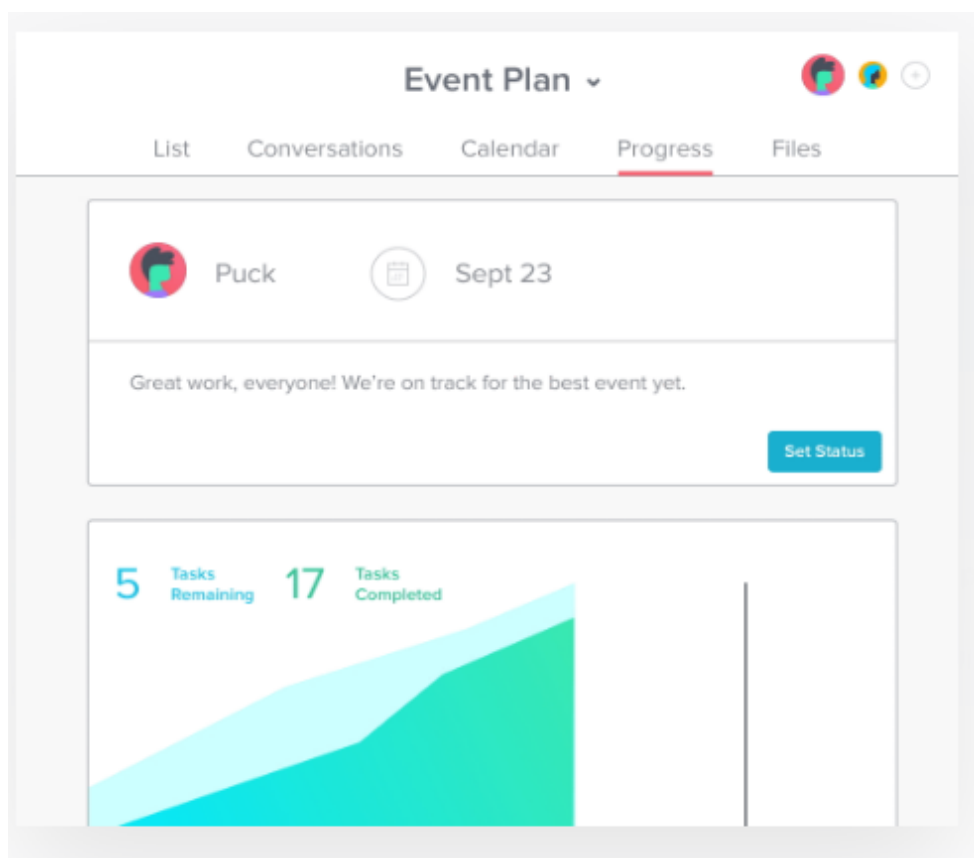 Event Plan
List Conversations Calendar Progress Files
Puck Sept 23
Great work, everyone! We're on track for the best event yet.
Set Status
5 Tasks Remaining 17 Tasks Completed